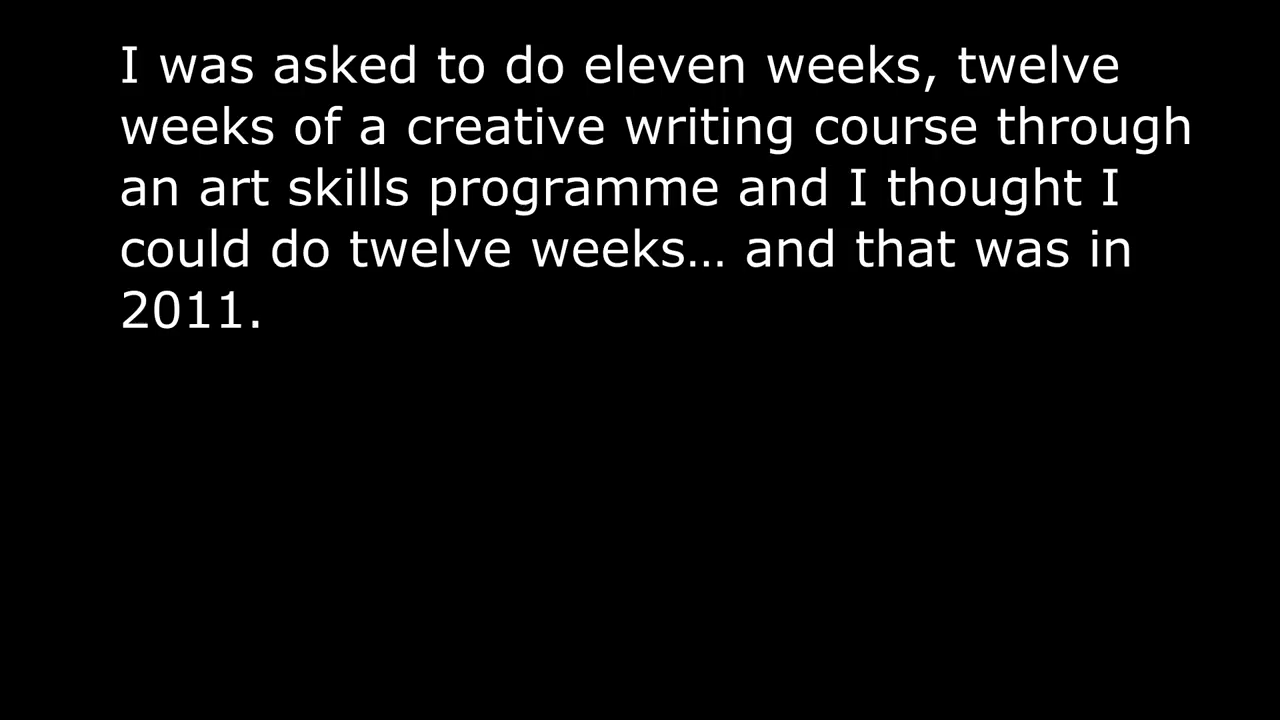 I was asked to do eleven weeks, twelve
weeks of a creative writing course through
an art skills programme and I thought I
could do twelve weeks… and that was in
2011.